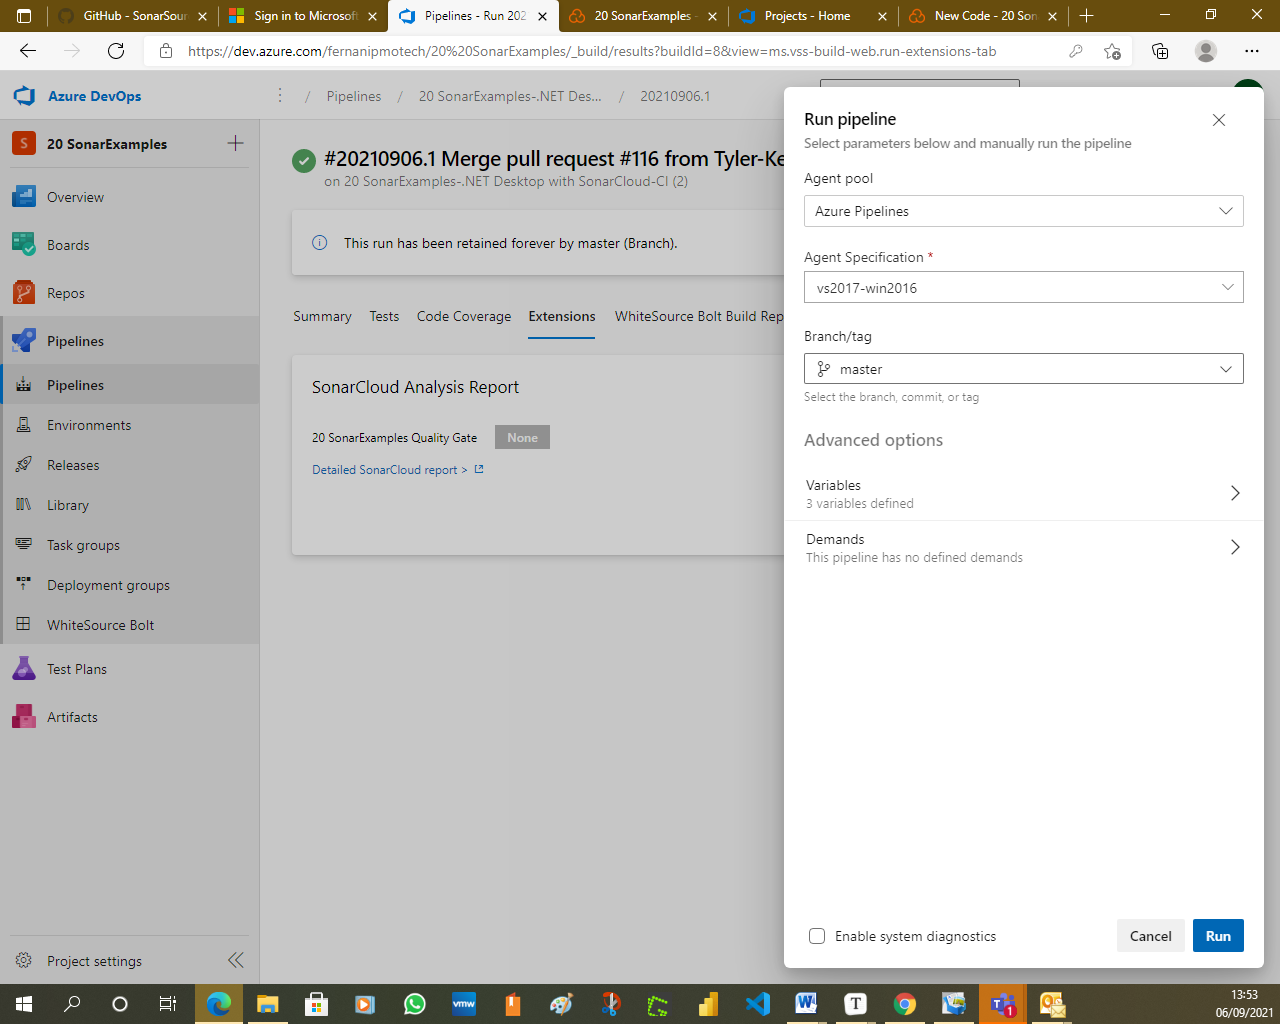 GitHub - SonarSour
Sign in to Microsoft
Pipelines - Run 202
20 SonarExamples -
Projects - Home
New Code - 20 Son
https://dev.azure.com/fernanipmotech/20%20SonarExamples/_build/results?buildId=8&view=ms.vss-build-web.run-extensions-tab
Azure DevOps
/ Pipelines / 20 SonarExamples-.NET Des... / 20210906.1
S
20 SonarExamples
Overview
Boards
Repos
Pipelines
Pipelines
Environments
Releases
Library
Task groups
Deployment groups
WhiteSource Bolt
Test Plans
Artifacts
Project settings
#20210906.1 Merge pull request #116 from Tyler-Ke
on 20 SonarExamples-.NET Desktop with SonarCloud-CI (2)
This run has been retained forever by master (Branch).
Summary
Tests
Code Coverage
Extensions
WhiteSource Bolt Build Rep
SonarCloud Analysis Report
20 SonarExamples Quality Gate
None
Detailed SonarCloud report >
Run pipeline
Select parameters below and manually run the pipeline
Agent pool
Azure Pipelines
Agent Specification *
vs2017-win2016
Branch/tag
master
Select the branch, commit, or tag
Advanced options
Variables
3 variables defined
Demands
This pipeline has no defined demands
Enable system diagnostics
Cancel
Run
vmw
W
T
1
13:53
06/09/2021